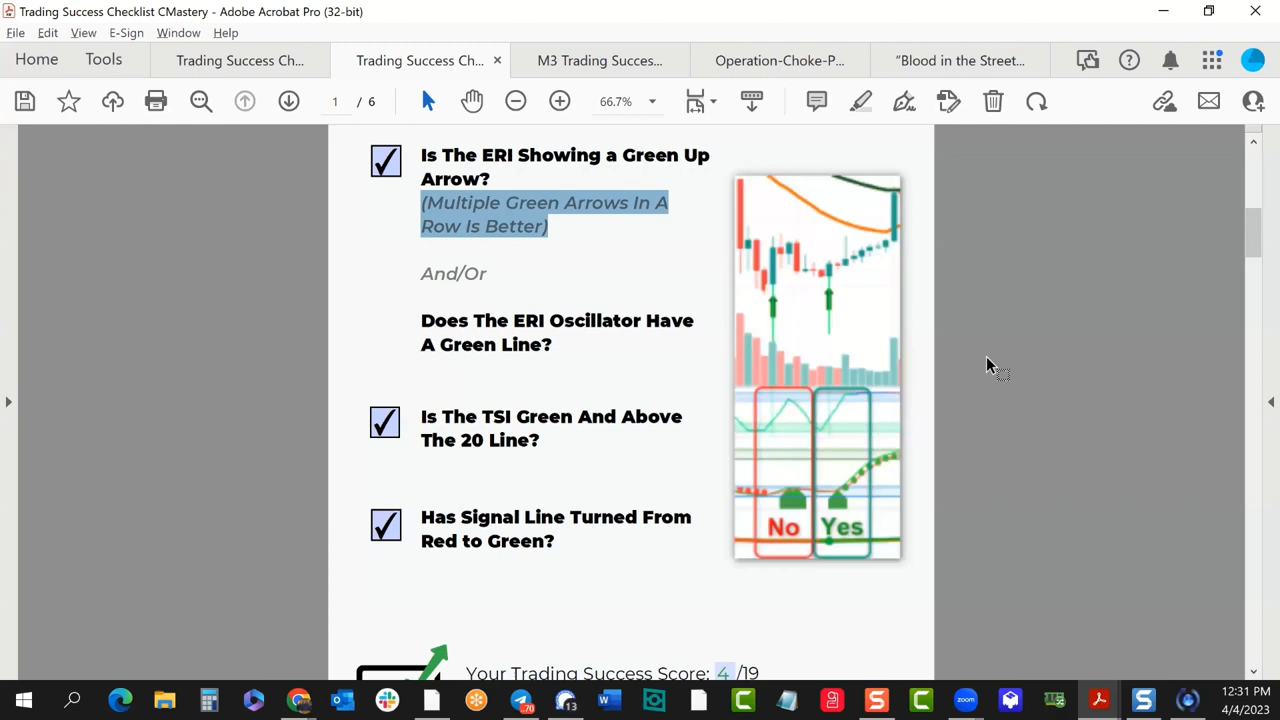 Trading Success Checklist CMastery - Adobe Acrobat Pro (32-bit)
File Edit View E-Sign Window Help
Home Tools Trading Success Ch... Trading Success Ch... × M3 Trading Succes... Operation-Choke-P... "Blood in the Street...
1 / 6 66.7%
Is The ERI Showing a Green Up
Arrow?
(Multiple Green Arrows In A
Row Is Better)
And/Or
Does The ERI Oscillator Have
A Green Line?
Is The TSI Green And Above
The 20 Line?
Has Signal Line Turned From
Red to Green?
No Yes
Your Trading Success Score: 4 /19
70
13
12:31 PM
4/4/2023